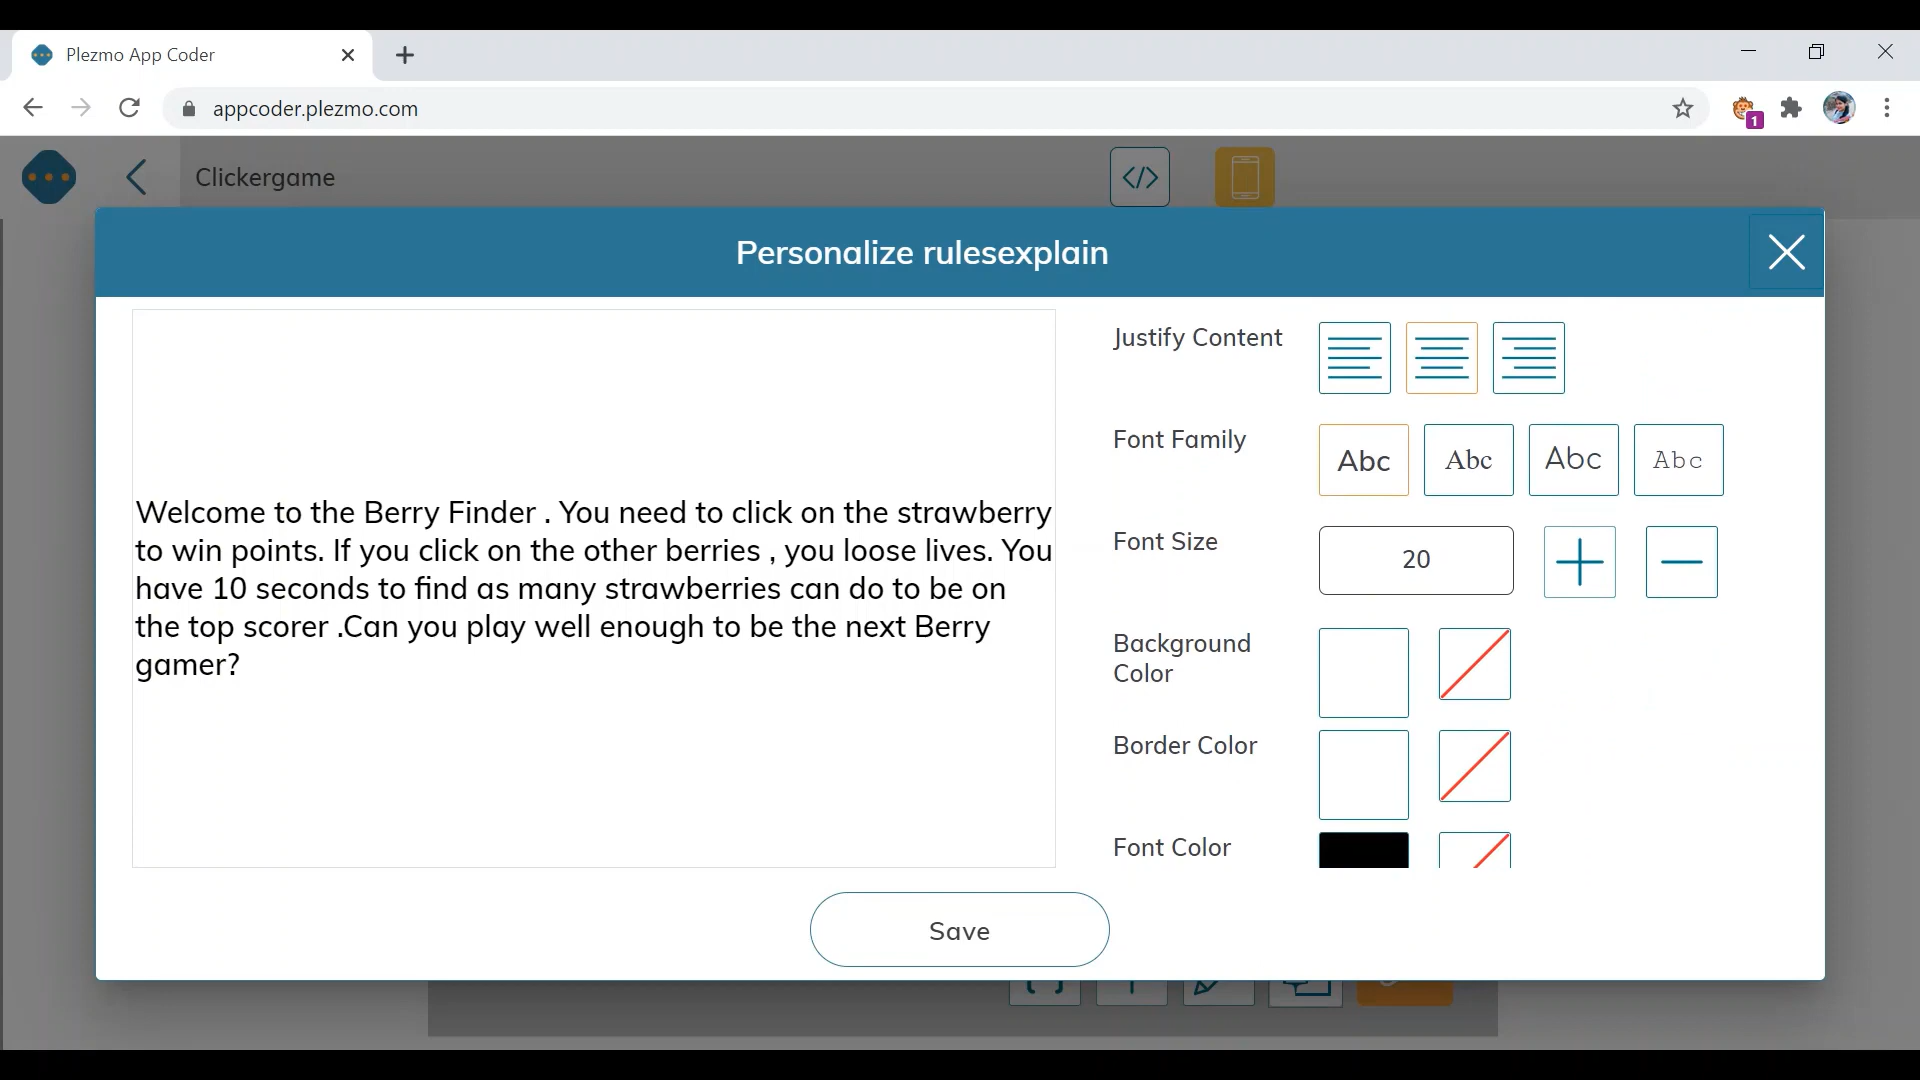 Plezmo App Coder
appcoder.plezmo.com
1
Clickergame
Personalize rulesexplain
Welcome to the Berry Finder . You need to click on the strawberry
to win points. If you click on the other berries , you loose lives. You
have 10 seconds to find as many strawberries can do to be on
the top scorer .Can you play well enough to be the next Berry
gamer?
Justify Content
Font Family
Abc Abc Abc Abc
Font Size
20
Background
Color
Border Color
Font Color
Save